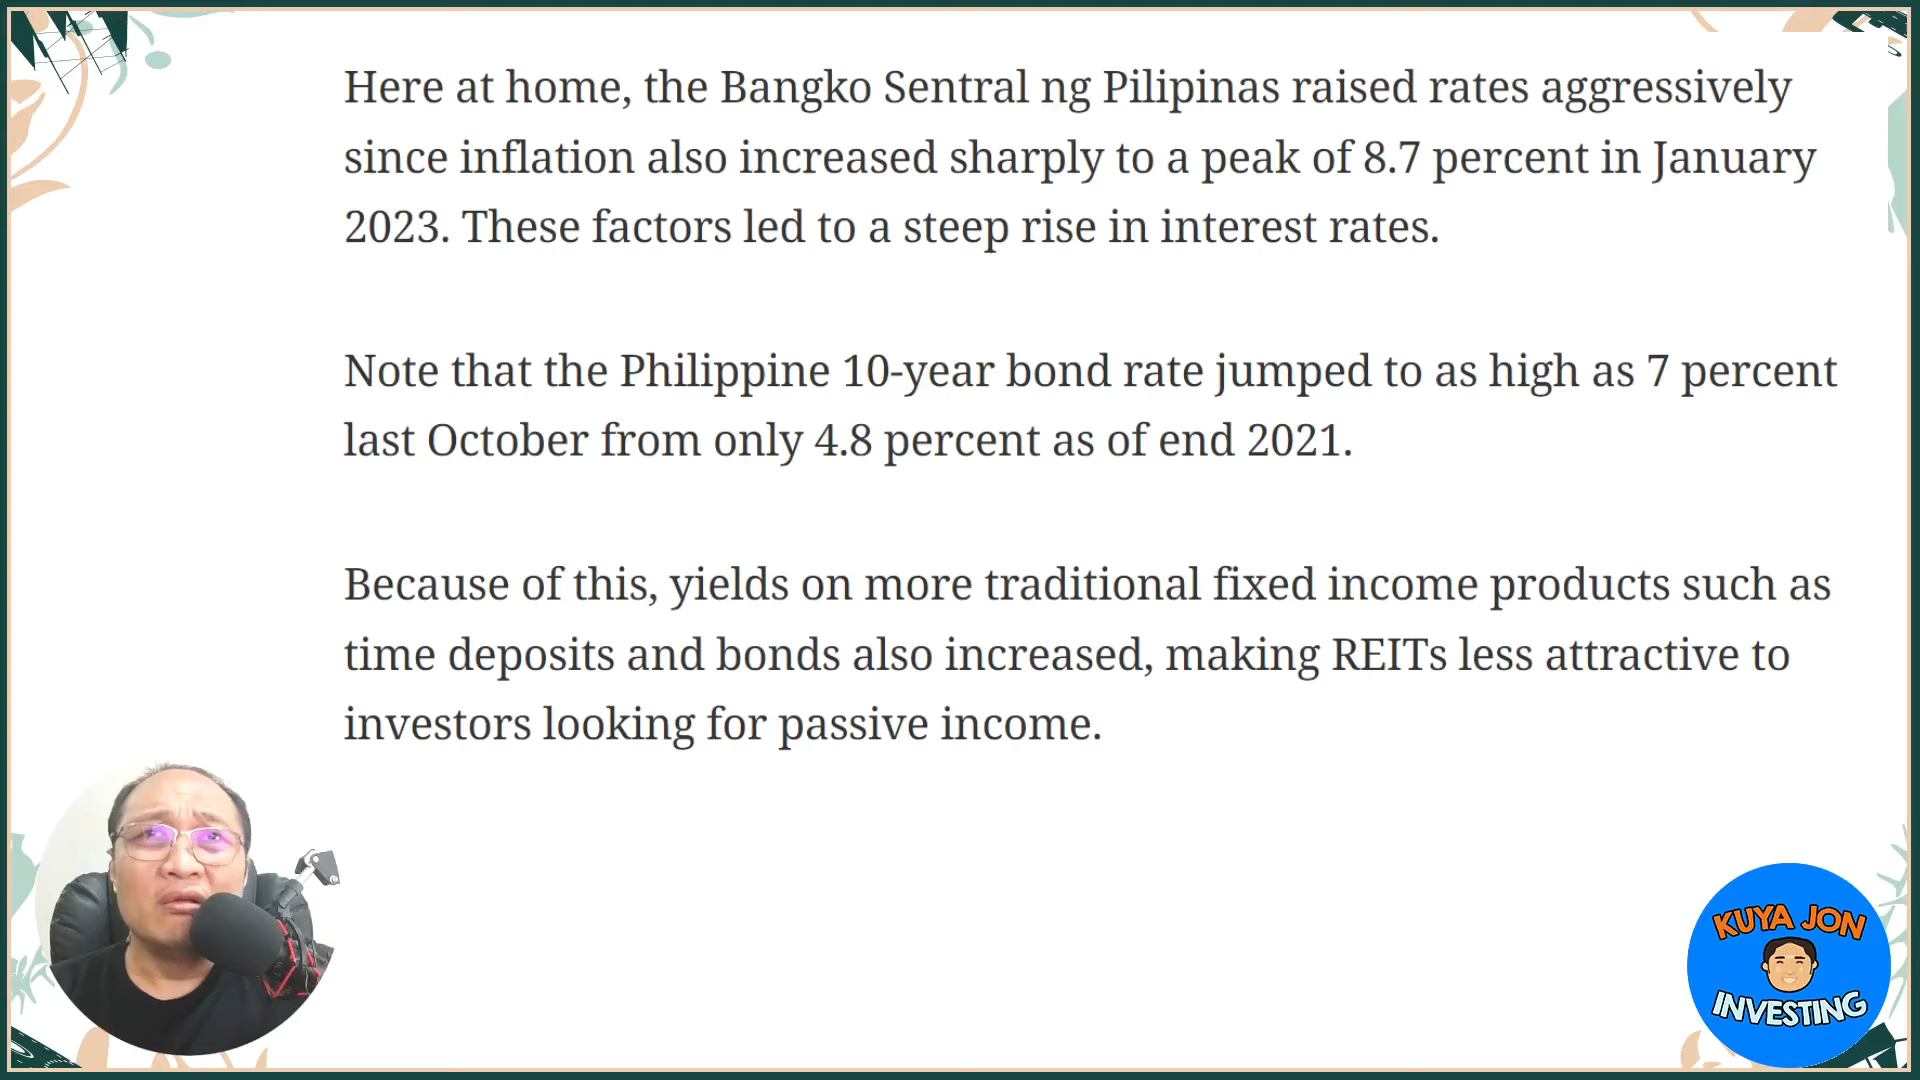 Here at home, the Bangko Sentral ng Pilipinas raised rates aggressively
since inflation also increased sharply to a peak of 8.7 percent in January
2023. These factors led to a steep rise in interest rates.
Note that the Philippine 10-year bond rate jumped to as high as 7 percent
last October from only 4.8 percent as of end 2021.
Because of this, yields on more traditional fixed income products such as
time deposits and bonds also increased, making REITs less attractive to
investors looking for passive income.
KUYA JON
INVESTING